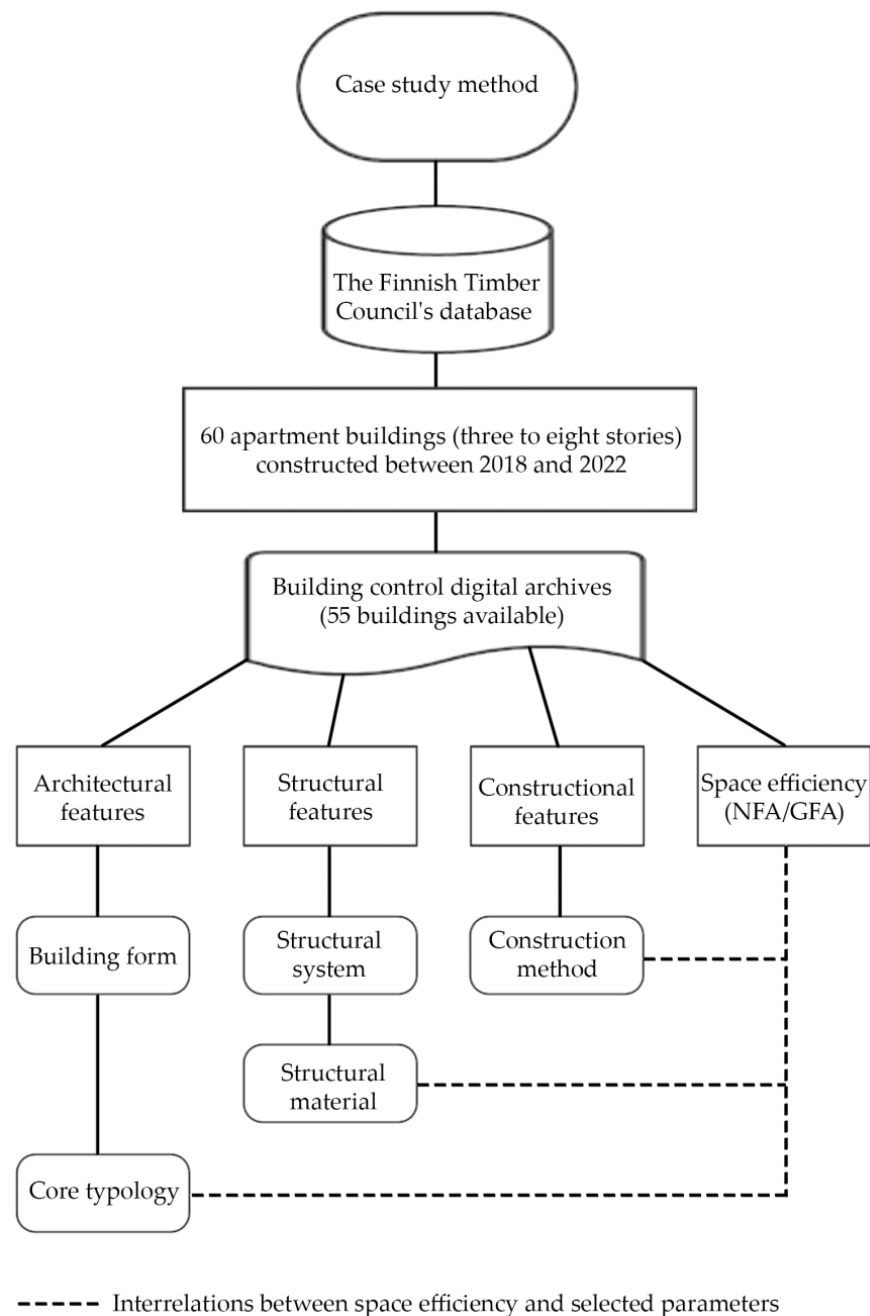 Case study method
The Finnish Timber
Council's database
60 apartment buildings (three to eight stories)
constructed between 2018 and 2022
Building control digital archives
(55 buildings available)
Architectural
features
Structural
features
Constructional
features
Space efficiency
(NFA/GFA)
Building form
Structural
system
Construction
method
Structural
material
Core typology
Interrelations between space efficiency and selected parameters